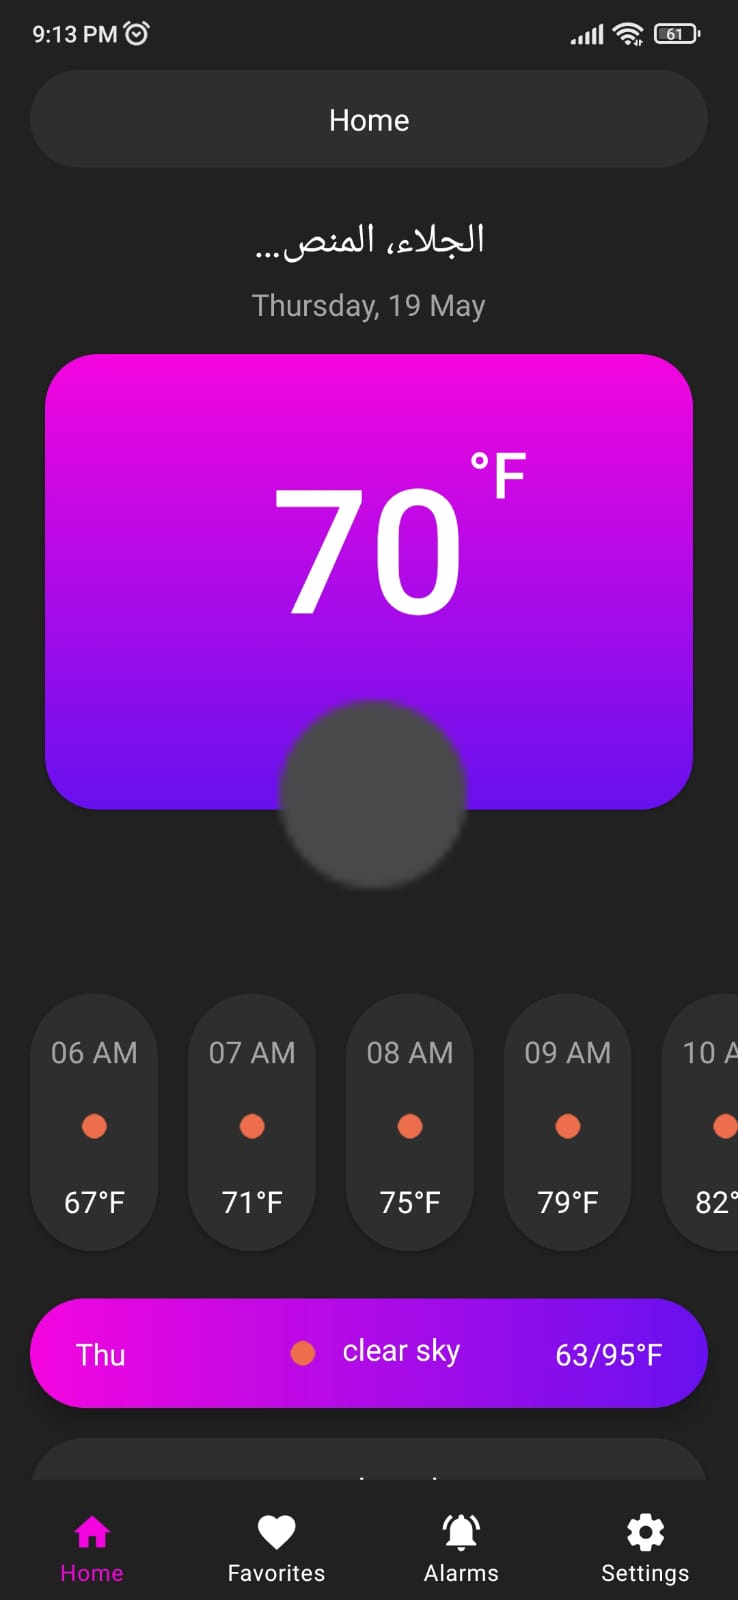 9:13 PM 61
Home
الجلاء، المنص...
Thursday, 19 May
70 °F
06 AM 07 AM 08 AM 09 AM 10 A
67°F 71°F 75°F 79°F 82°
Thu clear sky 63/95°F
Home Favorites Alarms Settings